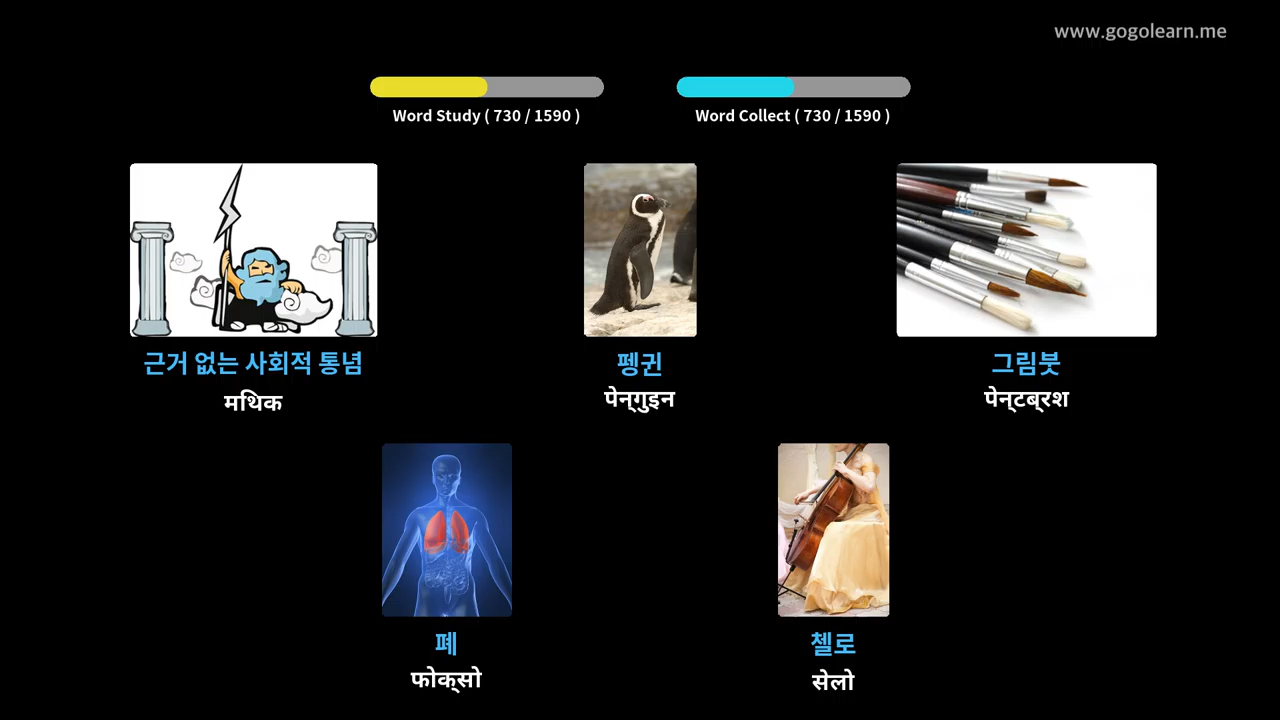 www.gogolearn.me
Word Study ( 730 / 1590 )
Word Collect ( 730 / 1590 )
근거 없는 사회적 통념
मथिक
펭귄
पेन्गुइन
그림붓
पेन्टब्रश
폐
फोक्सो
첼로
सेलो